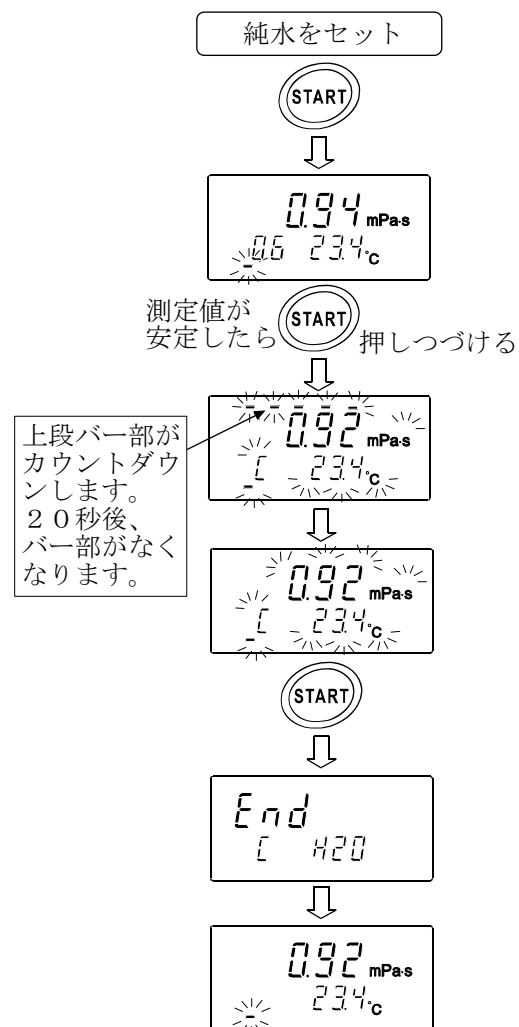 純水をセット
START
0.94 mPa·s
0.6 23.4℃
測定値が
安定したら
START
押しつづける
0.92 mPa·s
C 23.4℃
上段バー部が
カウントダウ
ンします。
２０秒後、
バー部がなく
なります。
0.92 mPa·s
C 23.4℃
START
End
C H2O
0.92 mPa·s
23.4℃